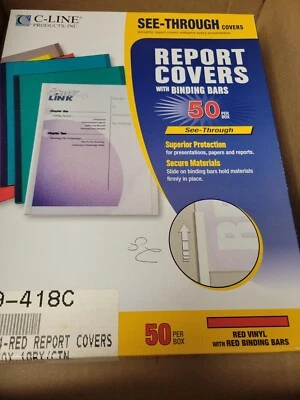 C-LINE®
PRODUCTS, INC.
SEE-THROUGH COVERS
REPORT
COVERS
WITH BINDING BARS
50 PER
BOX
See-Through
Superior Protection
for presentations, papers and reports.
Secure Materials
Slide on binding bars hold materials
firmly in place.
LINK
-418C
-RED REPORT COVERS
50 PER
BOX
RED VINYL
WITH RED BINDING BARS